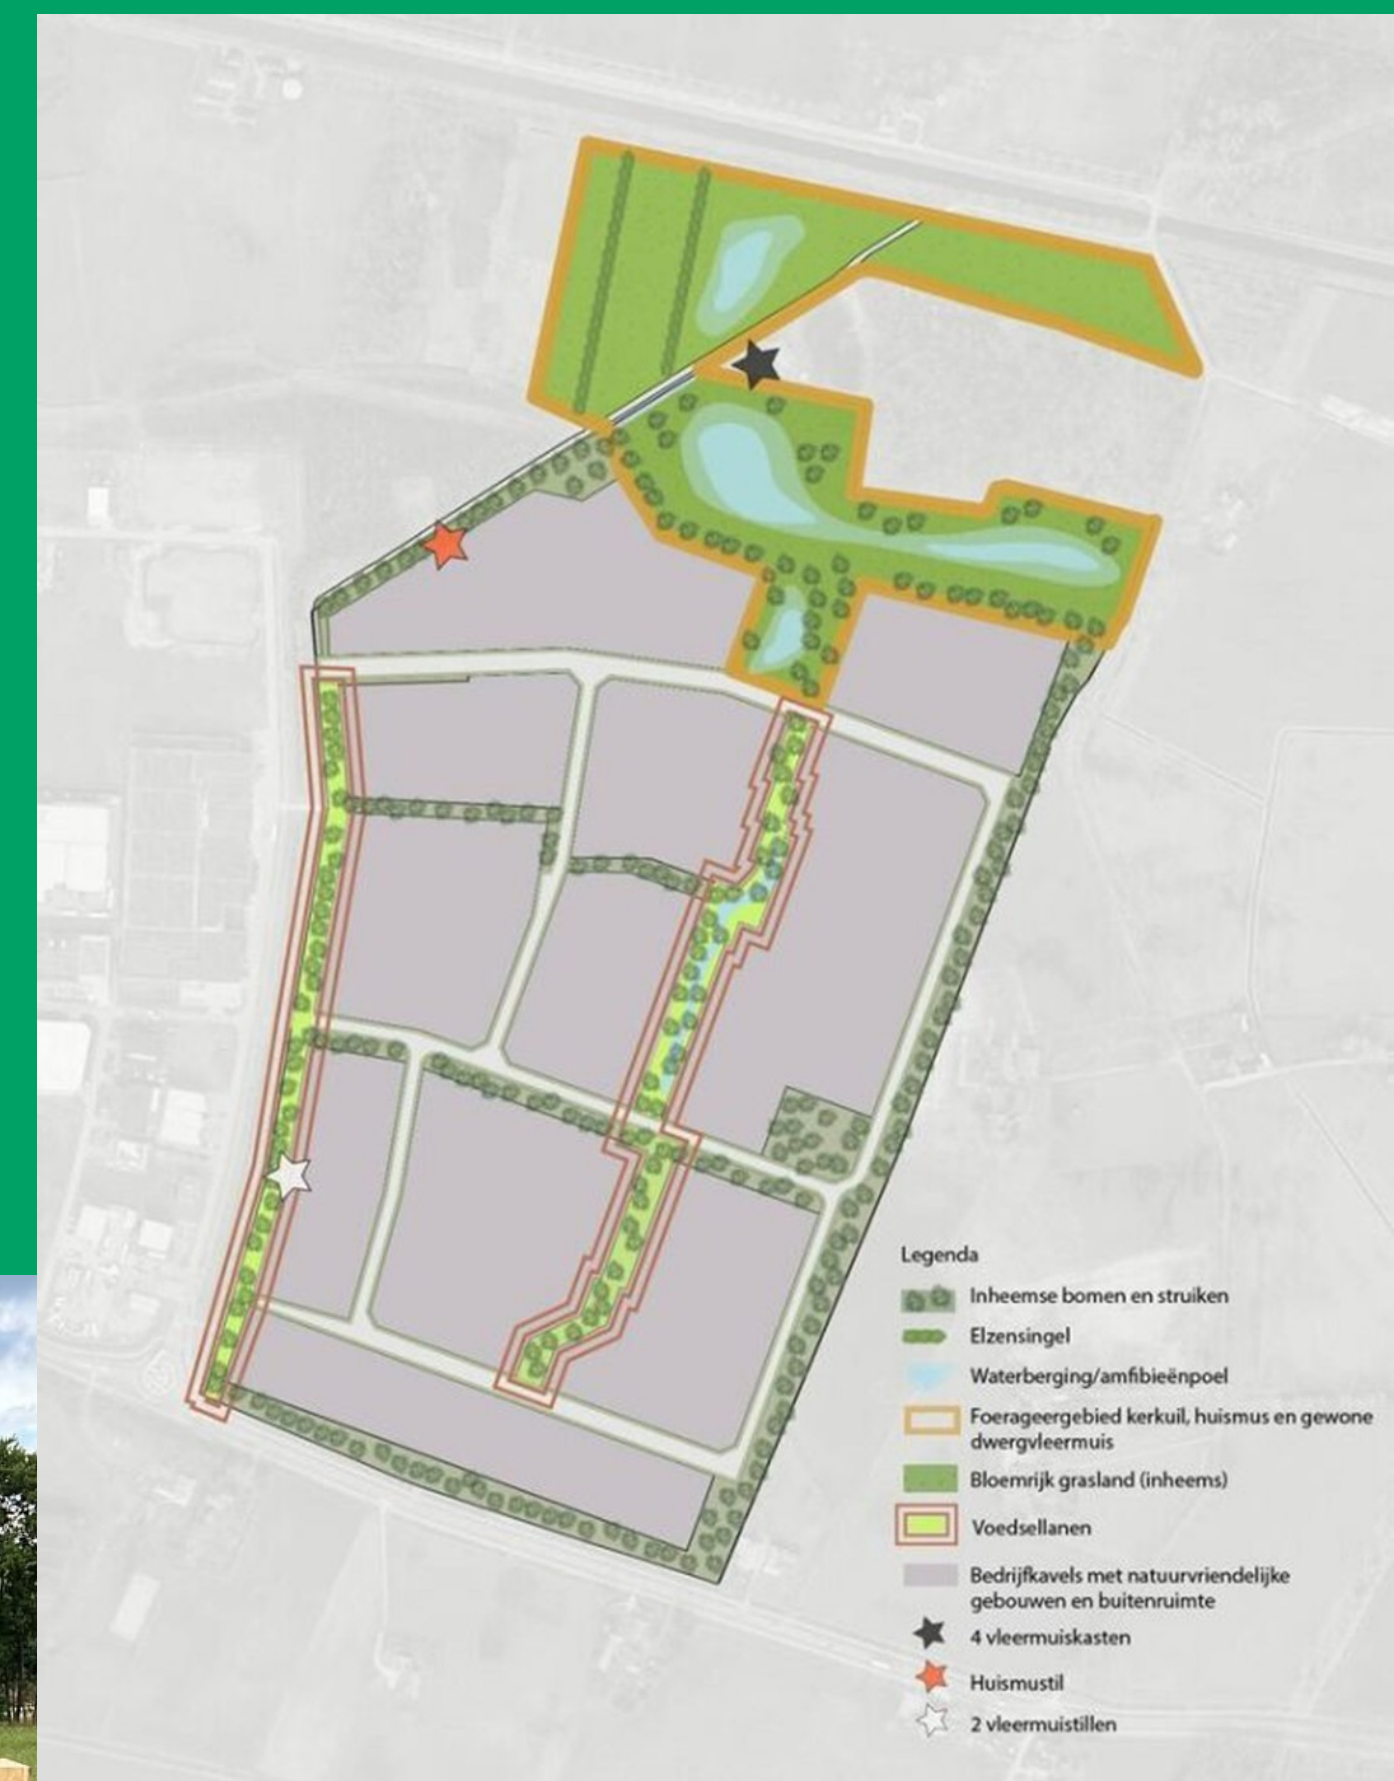 Legenda
Inheemse bomen en struiken
Elzensingel
Waterberging/amfibieënpoel
Foerageergebied kerkuil, huismus en gewone
dwergvleermuis
Bloemrijk grasland (inheems)
Voedsellanen
Bedrijfkavels met natuurvriendelijke
gebouwen en buitenruimte
4 vleermuiskasten
Huismustil
2 vleermuistillen